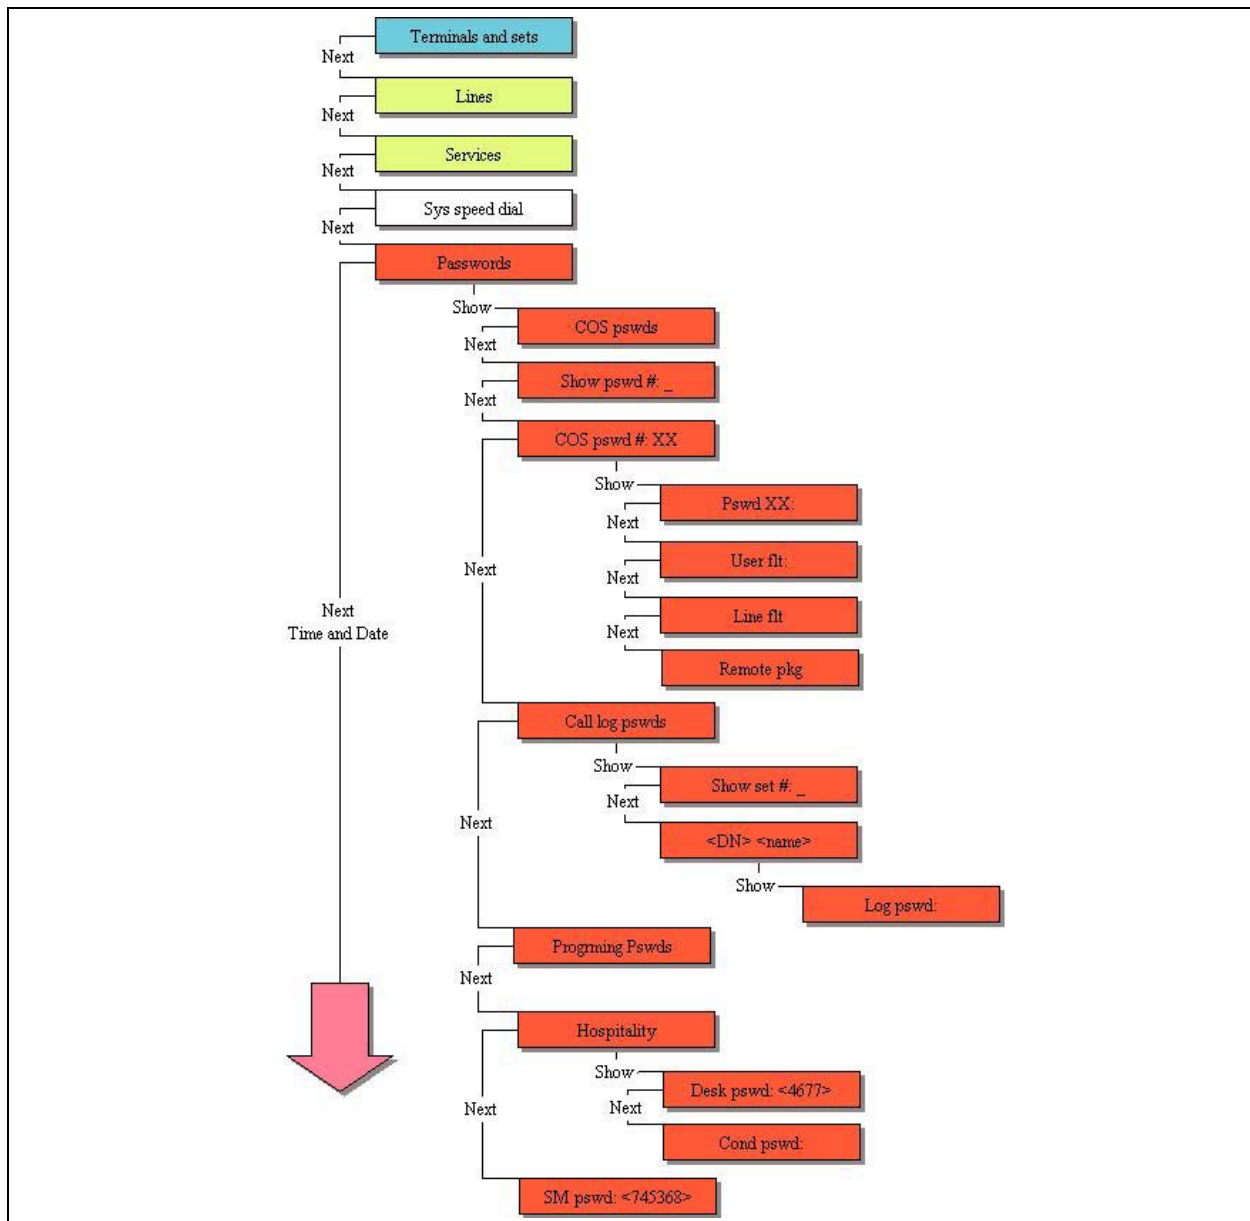 Terminals and sets
Next
Lines
Next
Services
Next
Sys speed dial
Next
Passwords
Show
COS pswds
Next
Show pswd #: _
Next
COS pswd #: XX
Show
Pswd XX:
Next
User flt:
Next
Next
Line flt
Next
Time and Date
Next
Remote pkg
Call log pswds
Show
Show set #: _
Next
Next
<DN> <name>
Show
Log pswd:
Progrming Pswds
Next
Hospitality
Show
Desk pswd: <4677>
Next
Next
Cond pswd:
SM pswd: <745368>